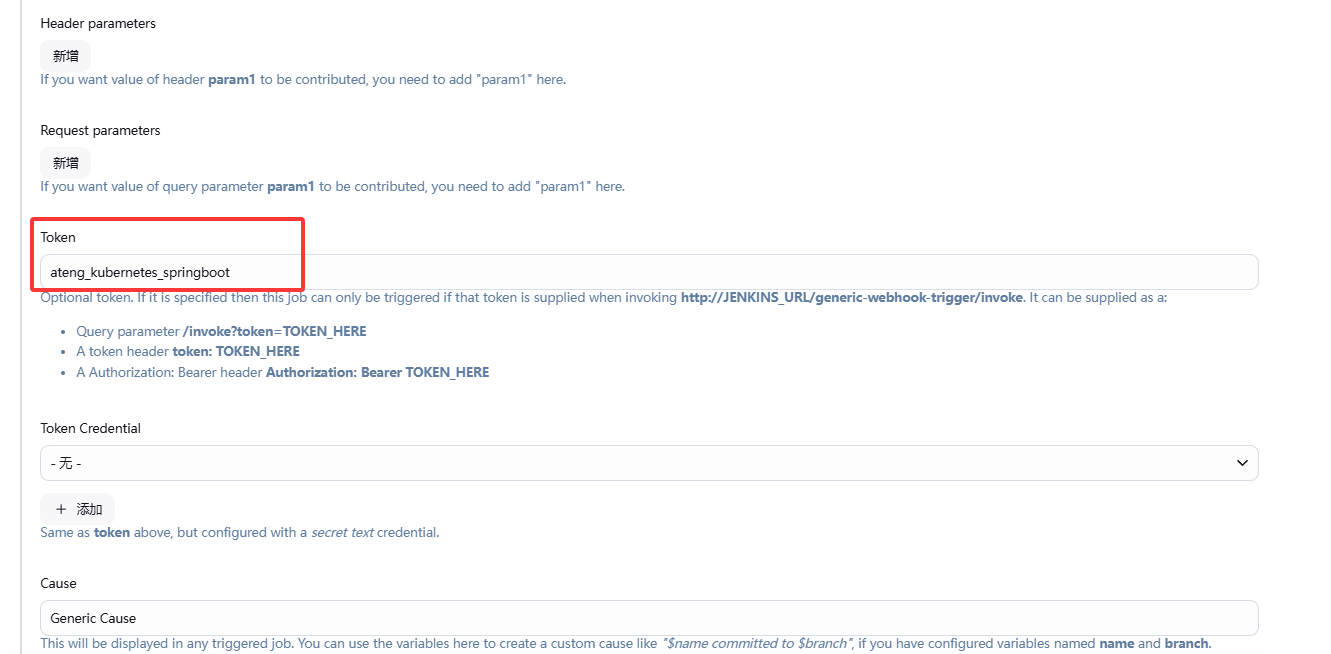 Header parameters
新增
If you want value of header param1 to be contributed, you need to add "param1" here.
Request parameters
新增
If you want value of query parameter param1 to be contributed, you need to add "param1" here.
Token
ateng_kubernetes_springboot
Optional token. If it is specified then this job can only be triggered if that token is supplied when invoking http://JENKINS_URL/generic-webhook-trigger/invoke. It can be supplied as a:
• Query parameter /invoke?token=TOKEN_HERE
• A token header token: TOKEN_HERE
• A Authorization: Bearer header Authorization: Bearer TOKEN_HERE
Token Credential
- 无 -
+ 添加
Same as token above, but configured with a secret text credential.
Cause
Generic Cause
This will be displayed in any triggered job. You can use the variables here to create a custom cause like "$name committed to $branch", if you have configured variables named name and branch.